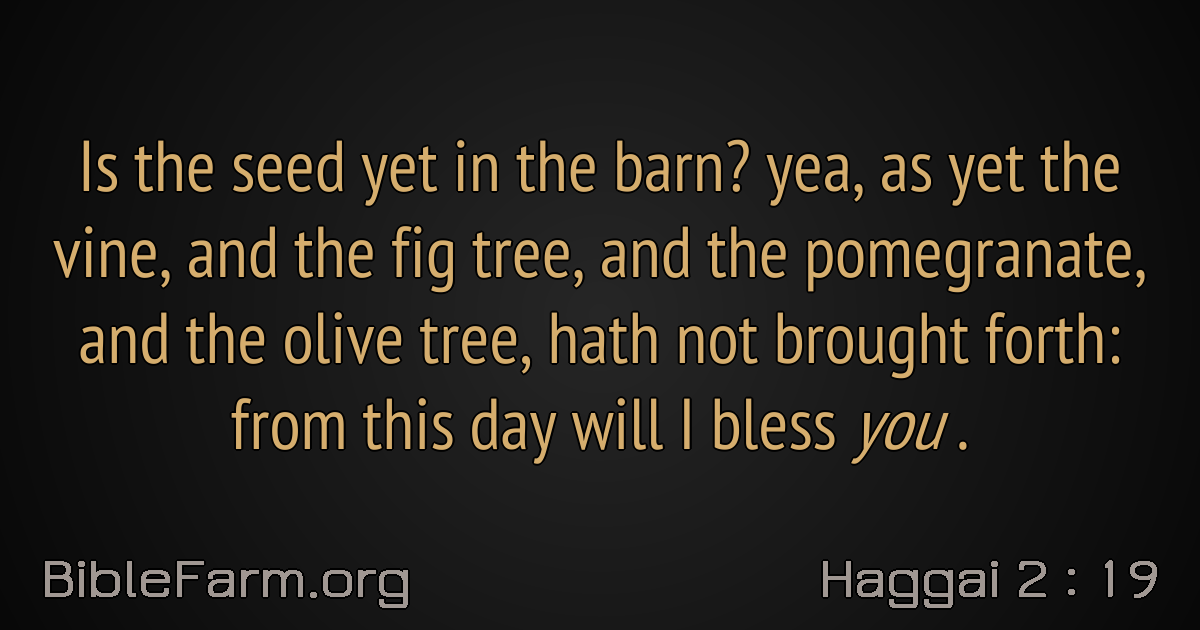 Is the seed yet in the barn? yea, as yet the
vine, and the fig tree, and the pomegranate,
and the olive tree, hath not brought forth:
from this day will I bless you .
BibleFarm.org
Haggai 2 : 19